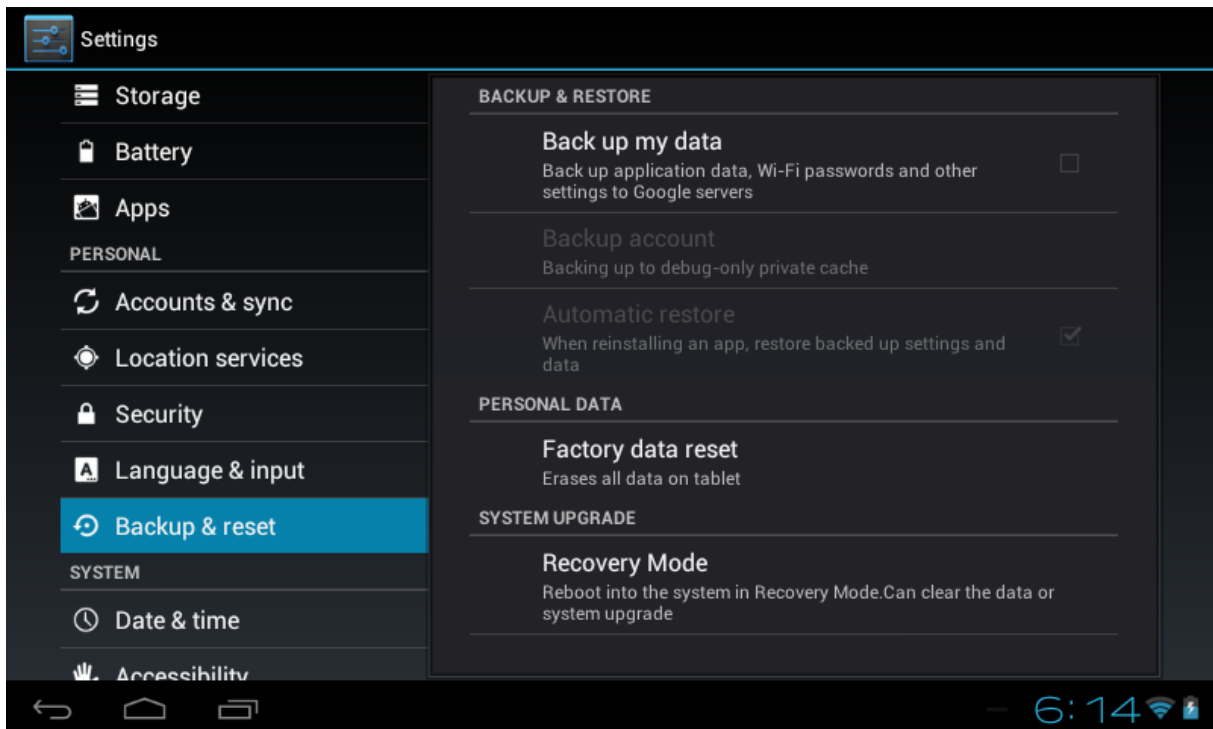 Settings
Storage
Battery
Apps
PERSONAL
Accounts & sync
Location services
Security
Language & input
Backup & reset
SYSTEM
Date & time
Accessibility
BACKUP & RESTORE
Back up my data
Back up application data, Wi-Fi passwords and other
settings to Google servers
Backup account
Backing up to debug-only private cache
Automatic restore
When reinstalling an app, restore backed up settings and
data
PERSONAL DATA
Factory data reset
Erases all data on tablet
SYSTEM UPGRADE
Recovery Mode
Reboot into the system in Recovery Mode.Can clear the data or
system upgrade
6:14